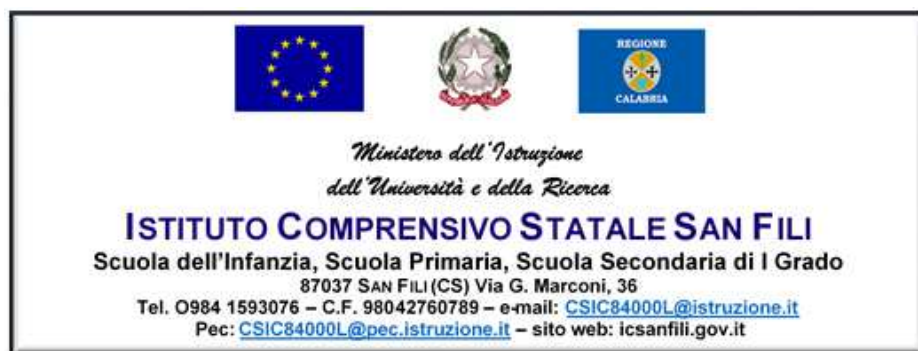 REGIONE
CALABRIA
Ministero dell'Istruzione
dell'Università e della Ricerca
ISTITUTO COMPRENSIVO STATALE SAN FILI
Scuola dell'Infanzia, Scuola Primaria, Scuola Secondaria di I Grado
87037 SAN FILI (CS) Via G. Marconi, 36
Tel. O984 1593076 – C.F. 98042760789 – e-mail: CSIC84000L@istruzione.it
Pec: CSIC84000L@pec.istruzione.it – sito web: icsanfili.gov.it